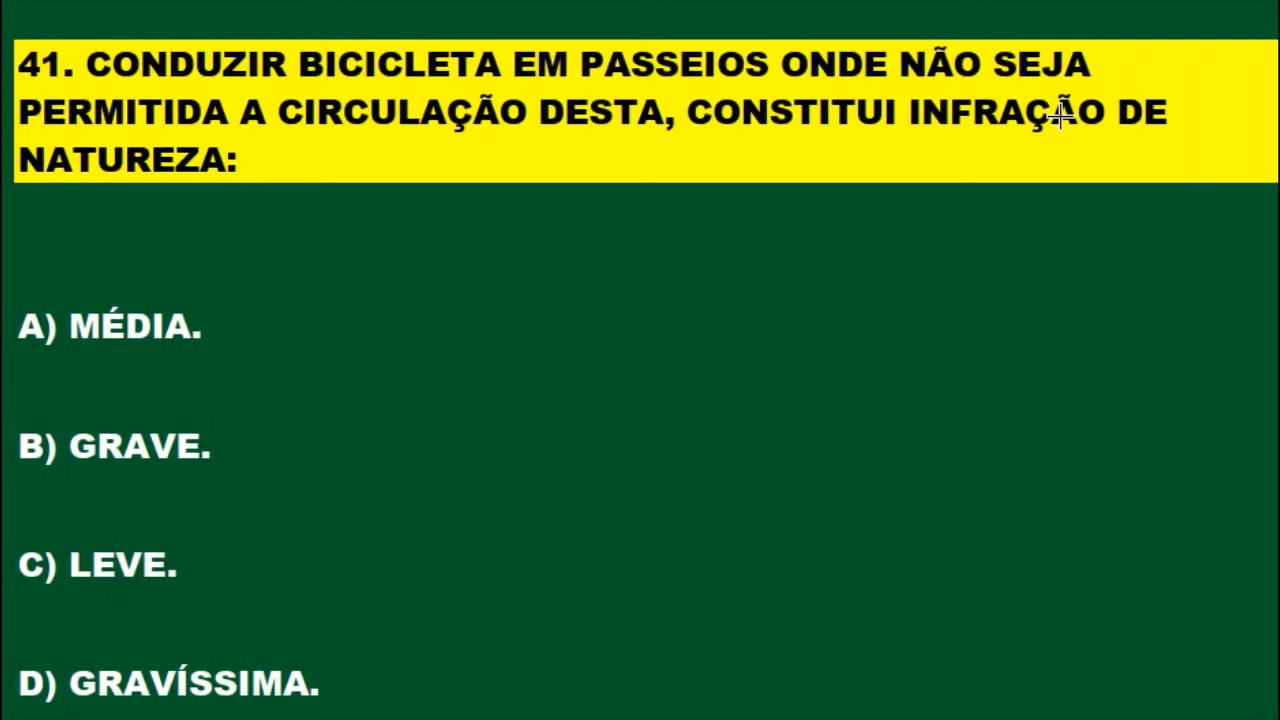 41. CONDUZIR BICICLETA EM PASSEIOS ONDE NÃO SEJA
PERMITIDA A CIRCULAÇÃO DESTA, CONSTITUI INFRAÇÃO DE
NATUREZA:
A) MÉDIA.
B) GRAVE.
C) LEVE.
D) GRAVÍSSIMA.